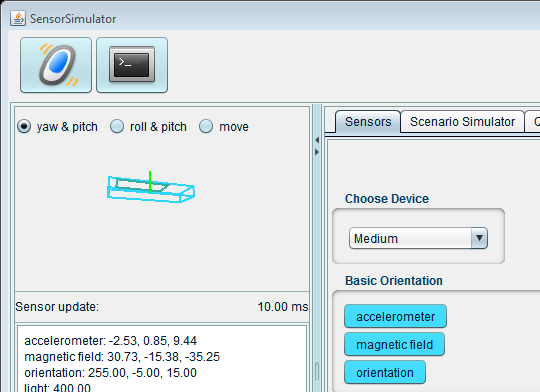 SensorSimulator
>_
yaw & pitch roll & pitch move
Sensor update: 10.00 ms
accelerometer: -2.53, 0.85, 9.44
magnetic field: 30.73, -15.38, -35.25
orientation: 255.00, -5.00, 15.00
light: 400.00
Sensors Scenario Simulator
Choose Device
Medium
Basic Orientation
accelerometer
magnetic field
orientation